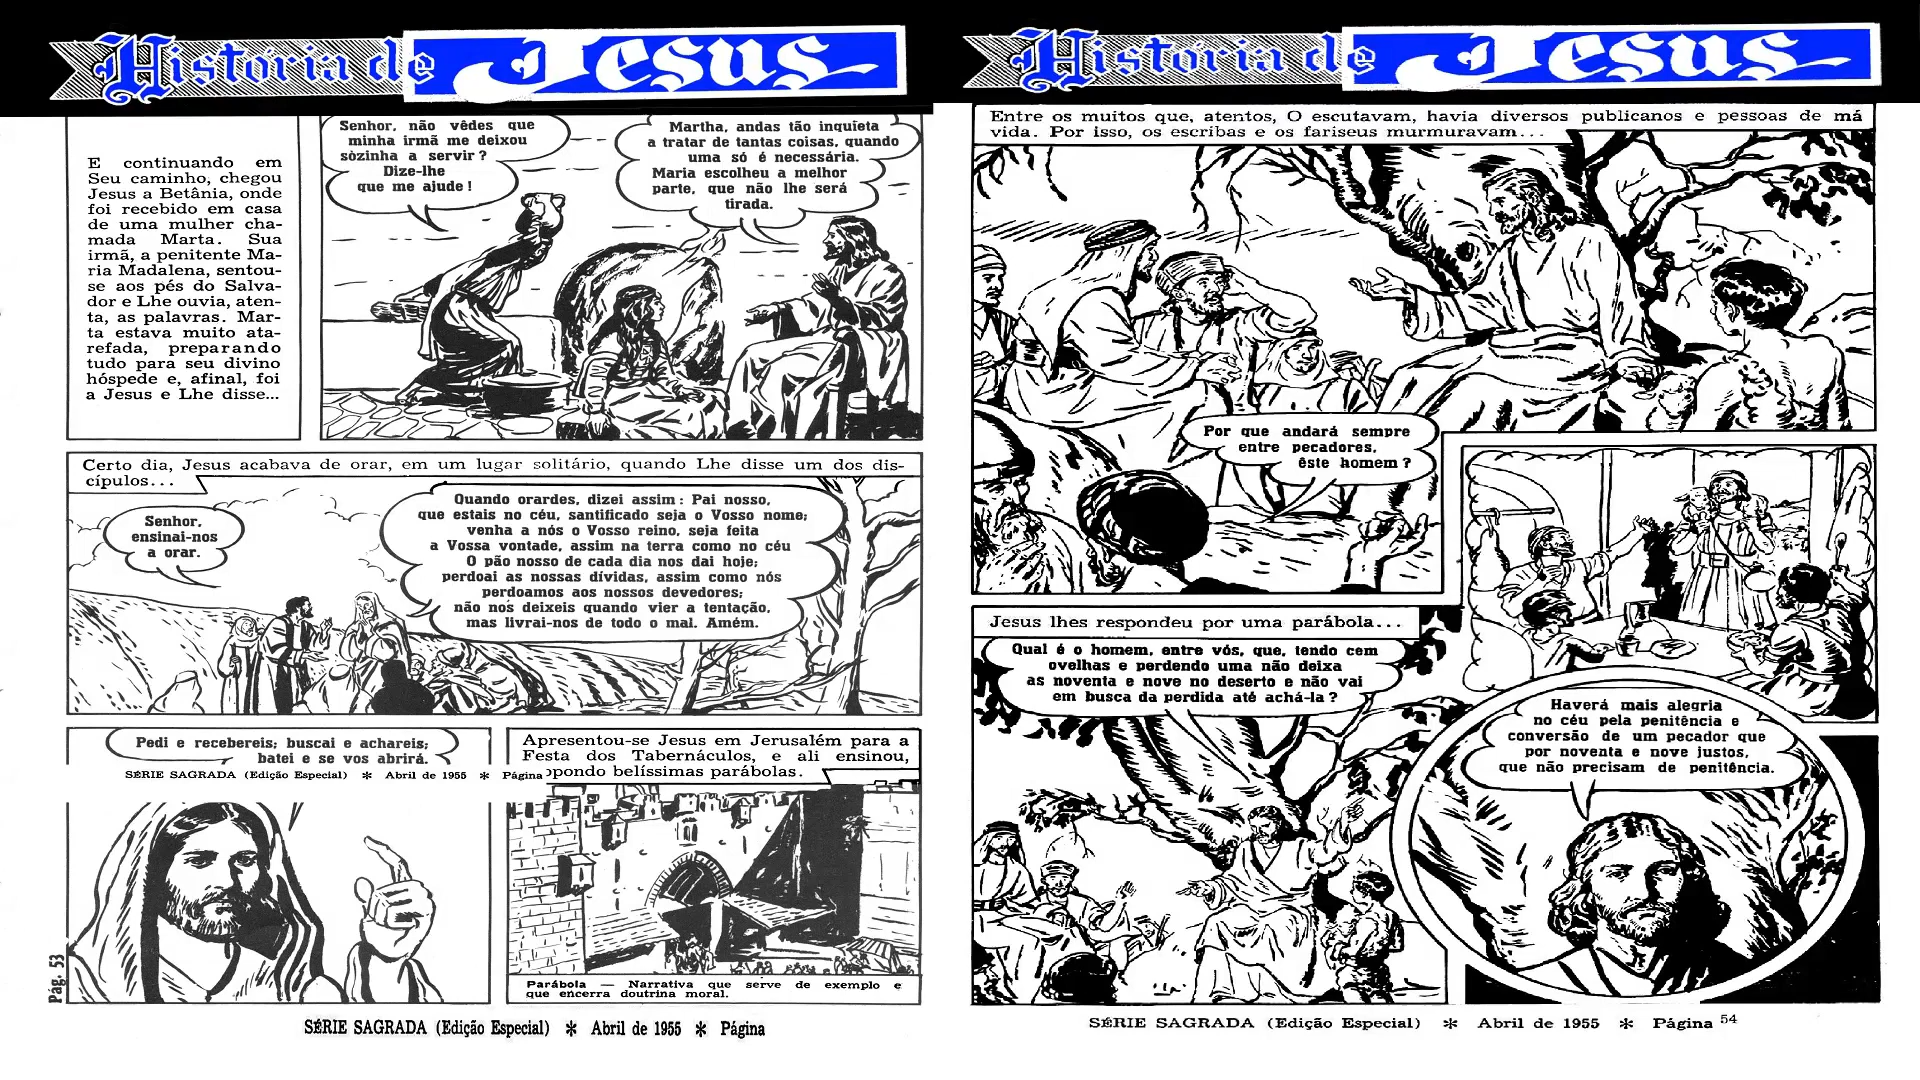 História de Jesus
E continuando em
Seu caminho, chegou
Jesus a Betânia, onde
foi recebido em casa
de uma mulher cha-
mada Marta. Sua
irmã, a penitente Ma-
ria Madalena, sentou-
se aos pés do Salva-
dor e Lhe ouvia, aten-
ta, as palavras. Mar-
ta estava muito ata-
refada, preparando
tudo para seu divino
hóspede e, afinal, foi
a Jesus e Lhe disse...
Senhor, não vêdes que
minha irmã me deixou
sòzinha a servir?
Dize-lhe
que me ajude!
Martha, andas tão inquieta
a tratar de tantas coisas, quando
uma só é necessária.
Maria escolheu a melhor
parte, que não lhe será
tirada.
Certo dia, Jesus acabava de orar, em um lugar solitário, quando Lhe disse um dos dis-
cípulos...
Senhor,
ensinai-nos
a orar.
Quando orardes, dizei assim: Pai nosso,
que estais no céu, santificado seja o Vosso nome;
venha a nós o Vosso reino, seja feita
a Vossa vontade, assim na terra como no céu
O pão nosso de cada dia nos dai hoje;
perdoai as nossas dívidas, assim como nós
perdoamos aos nossos devedores;
não nos deixeis quando vier a tentação,
mas livrai-nos de todo o mal. Amém.
Pedi e recebereis; buscai e achareis;
batei e se vos abrirá.
SÉRIE SAGRADA (Edição Especial) * Abril de 1955 * Página
Apresentou-se Jesus em Jerusalém para a
Festa dos Tabernáculos, e ali ensinou,
pondo belíssimas parábolas.
Parábola — Narrativa que serve de exemplo e
que encerra doutrina moral.
Pág. 53
SÉRIE SAGRADA (Edição Especial) * Abril de 1955 * Página
História de Jesus
Entre os muitos que, atentos, O escutavam, havia diversos publicanos e pessoas de má
vida. Por isso, os escribas e os fariseus murmuravam...
Por que andará sempre
entre pecadores,
êste homem?
Jesus lhes respondeu por uma parábola...
Qual é o homem, entre vós, que, tendo cem
ovelhas e perdendo uma não deixa
as noventa e nove no deserto e não vai
em busca da perdida até achá-la?
Haverá mais alegria
no céu pela penitência e
conversão de um pecador que
por noventa e nove justos,
que não precisam de penitência.
SÉRIE SAGRADA (Edição Especial) * Abril de 1955 * Página 54